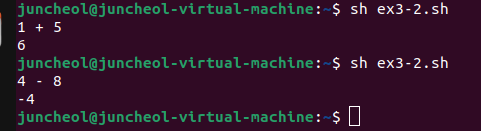 juncheol@juncheol-virtual-machine:~$ sh ex3-2.sh
1 + 5
6
juncheol@juncheol-virtual-machine:~$ sh ex3-2.sh
4 - 8
-4
juncheol@juncheol-virtual-machine:~$